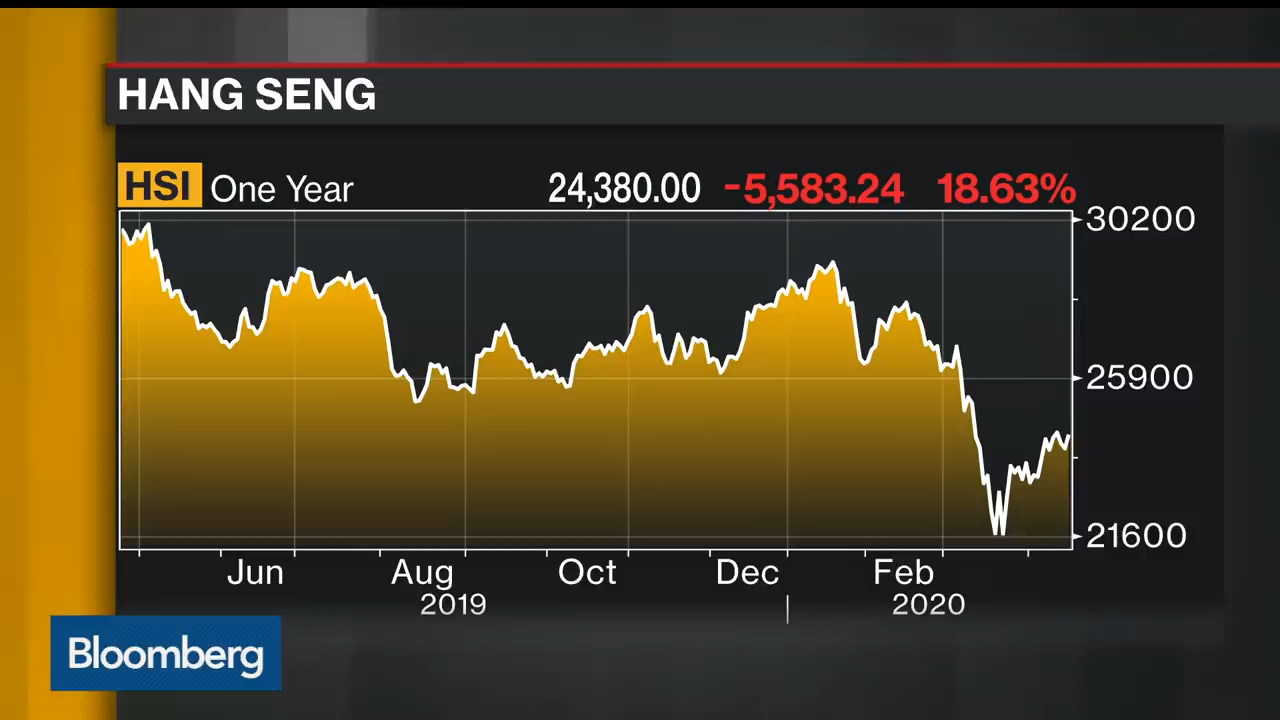 HANG SENG
HSI One Year 24,380.00 -5,583.24 18.63%
30200
25900
21600
Jun Aug Oct Dec Feb
2019 2020
Bloomberg